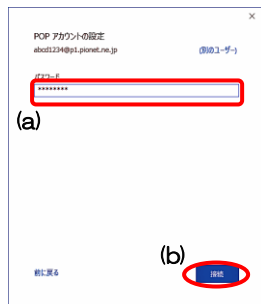 ×
POP アカウントの設定
abcd1234@p1.pionet.ne.jp (別のユーザー)
パスワード
********
(a)
(b)
前に戻る 接続